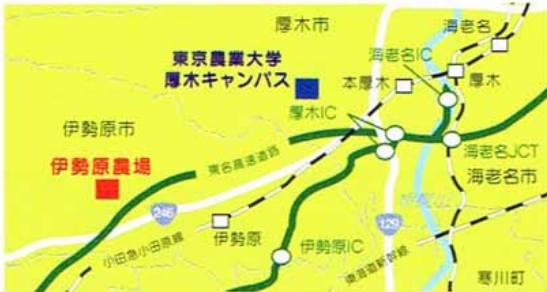 厚木市
海老名
東京農業大学
厚木キャンパス
海老名IC
本厚木
厚木
厚木IC
伊勢原市
東名高速道路
海老名JCT
伊勢原農場
海老名市
246
伊勢原
129
小田急小田原線
伊勢原IC
東海道新幹線
寒川町